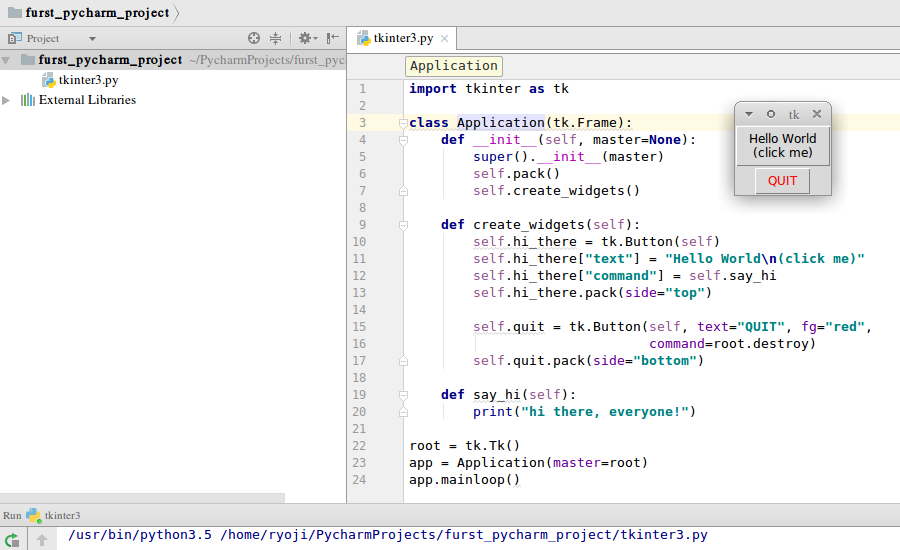 furst_pycharm_project
Project
tkinter3.py
furst_pycharm_project ~/PycharmProjects/furst_pyc
tkinter3.py
External Libraries
Application
1 import tkinter as tk
2
3 class Application(tk.Frame):
4     def __init__(self, master=None):
5         super().__init__(master)
6         self.pack()
7         self.create_widgets()
8
9     def create_widgets(self):
10         self.hi_there = tk.Button(self)
11         self.hi_there["text"] = "Hello World\n(click me)"
12         self.hi_there["command"] = self.say_hi
13         self.hi_there.pack(side="top")
14
15         self.quit = tk.Button(self, text="QUIT", fg="red",
16                               command=root.destroy)
17         self.quit.pack(side="bottom")
18
19     def say_hi(self):
20         print("hi there, everyone!")
21
22 root = tk.Tk()
23 app = Application(master=root)
24 app.mainloop()
tk
Hello World
(click me)
QUIT
Run tkinter3
/usr/bin/python3.5 /home/ryoji/PycharmProjects/furst_pycharm_project/tkinter3.py